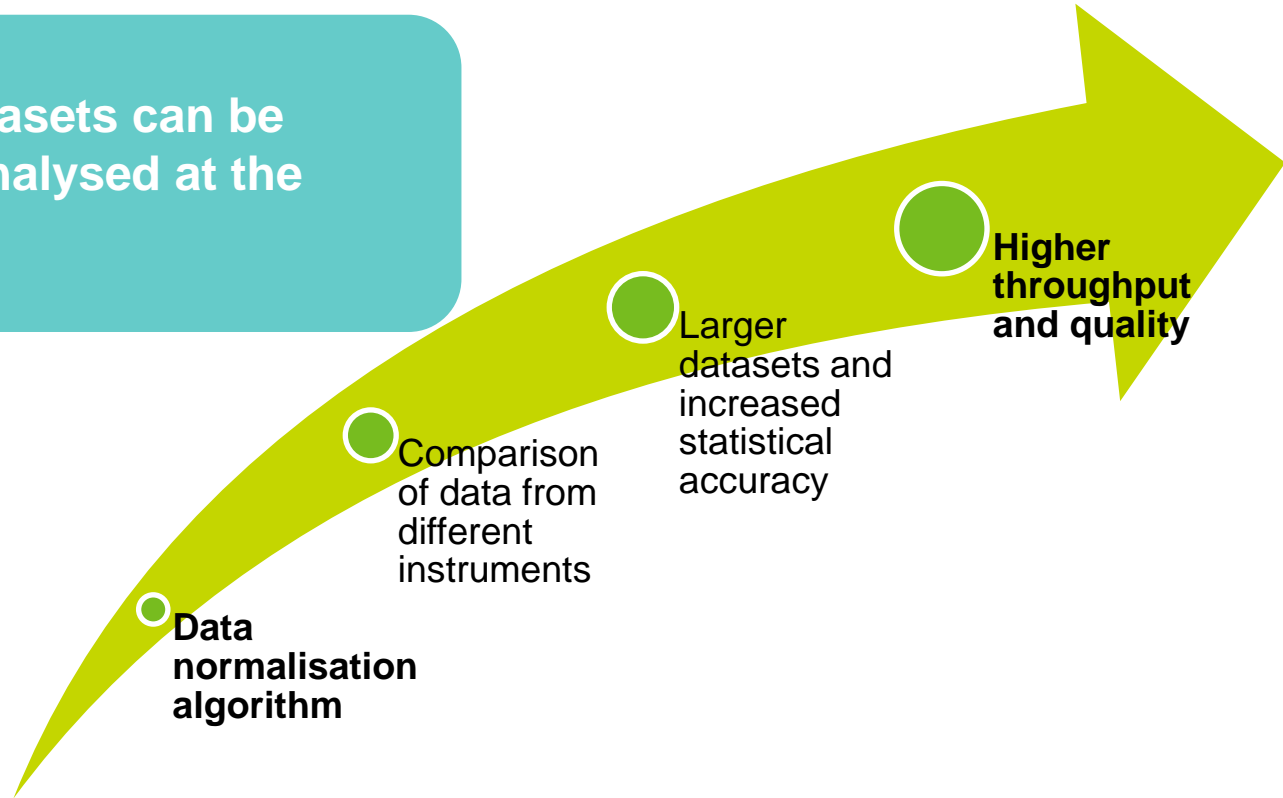 asets can be
nalysed at the
Higher
throughput
and quality
Larger
datasets and
increased
statistical
accuracy
Comparison
of data from
different
instruments
Data
normalisation
algorithm